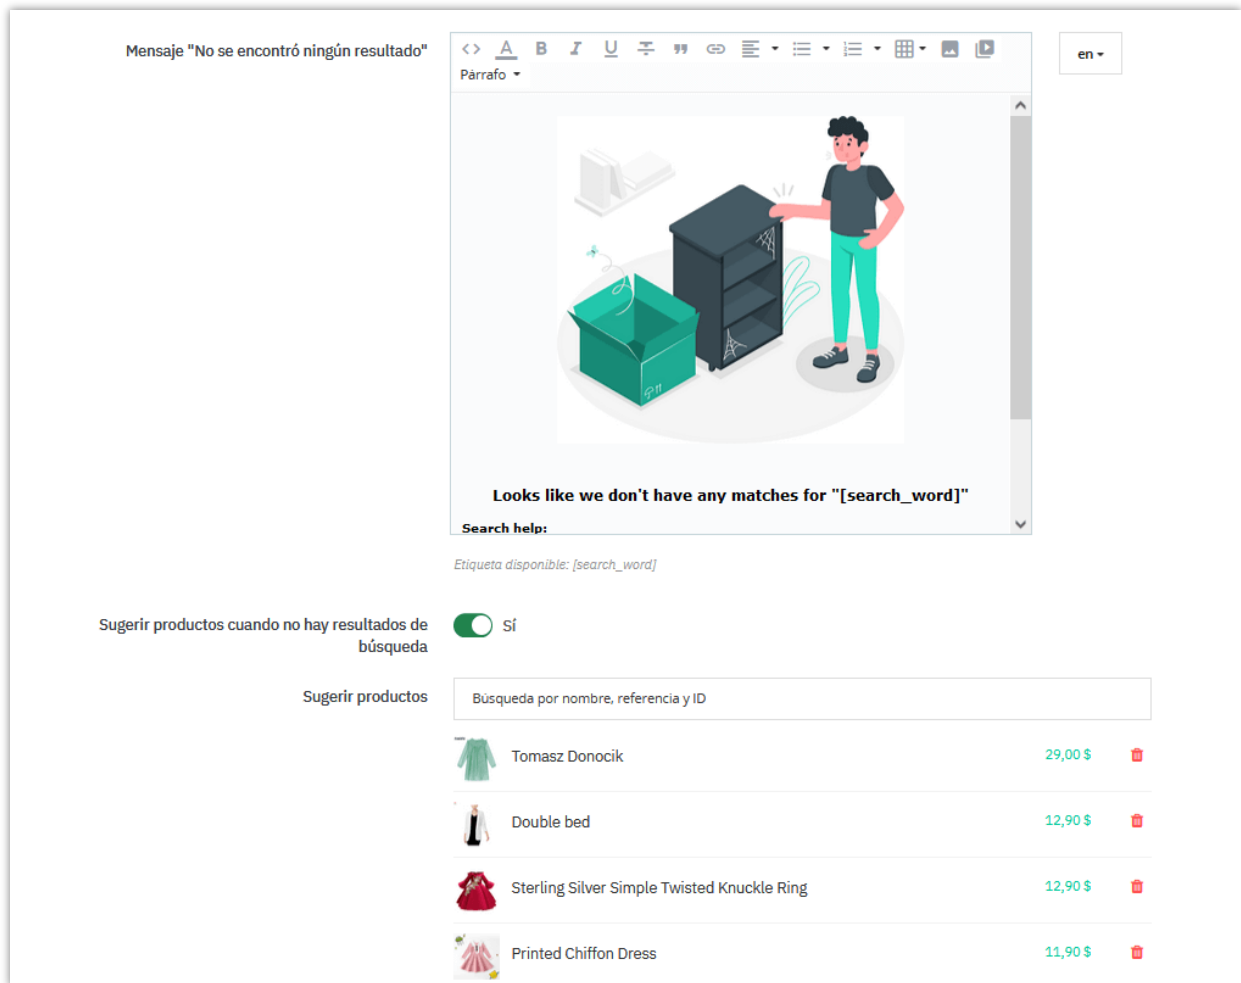 Mensaje "No se encontró ningún resultado"
en
Párrafo
Looks like we don't have any matches for "[search_word]"
Search help:
Etiqueta disponible: [search_word]
Sugerir productos cuando no hay resultados de
búsqueda
Sí
Sugerir productos
Búsqueda por nombre, referencia y ID
Tomasz Donocik 29,00 $
Double bed 12,90 $
Sterling Silver Simple Twisted Knuckle Ring 12,90 $
Printed Chiffon Dress 11,90 $